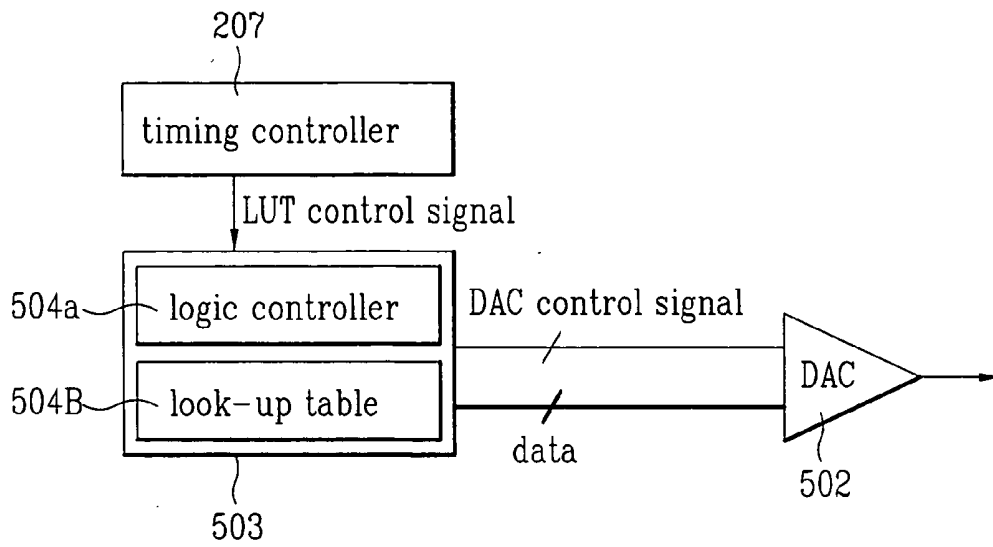 207
timing controller
LUT control signal
504a
logic controller
DAC control signal
504B
look-up table
DAC
data
502
503